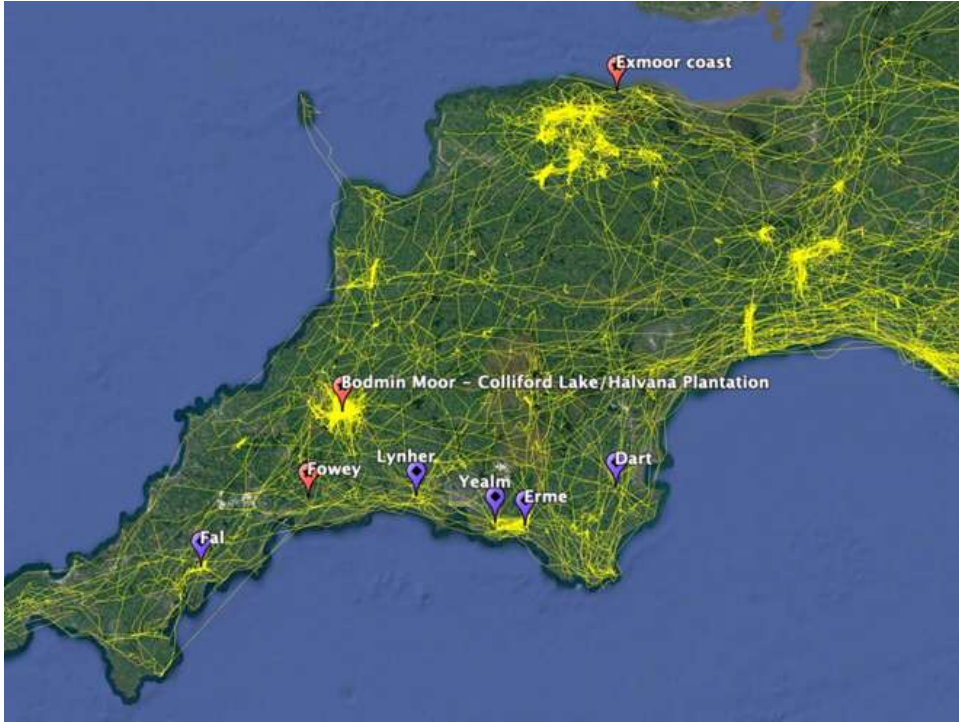 Exmoor coast
Bodmin Moor – Colliford Lake/Halvana Plantation
Lynher
Dart
Fowey
Yealm
Erme
Fal